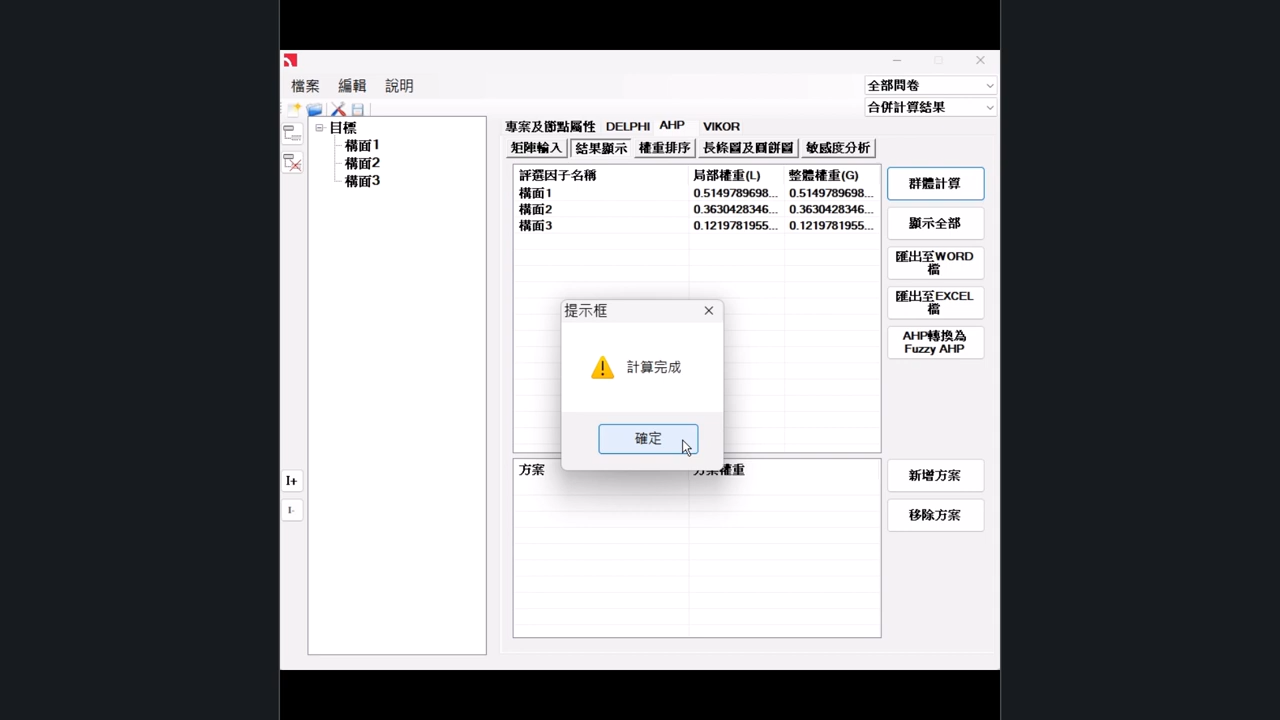 檔案 編輯 說明
全部問卷
合併計算結果
目標
構面1
構面2
構面3
專案及節點屬性 DELPHI AHP VIKOR
矩陣輸入 結果顯示 權重排序 長條圖及圓餅圖 敏感度分析
評選因子名稱 局部權重(L) 整體權重(G)
構面1 0.5149789698... 0.5149789698...
構面2 0.3630428346... 0.3630428346...
構面3 0.1219781955... 0.1219781955...
群體計算
顯示全部
匯出至WORD
檔
匯出至EXCEL
檔
AHP轉換為
Fuzzy AHP
提示框
計算完成
確定
方案 方案權重
新增方案
移除方案
I+
I-